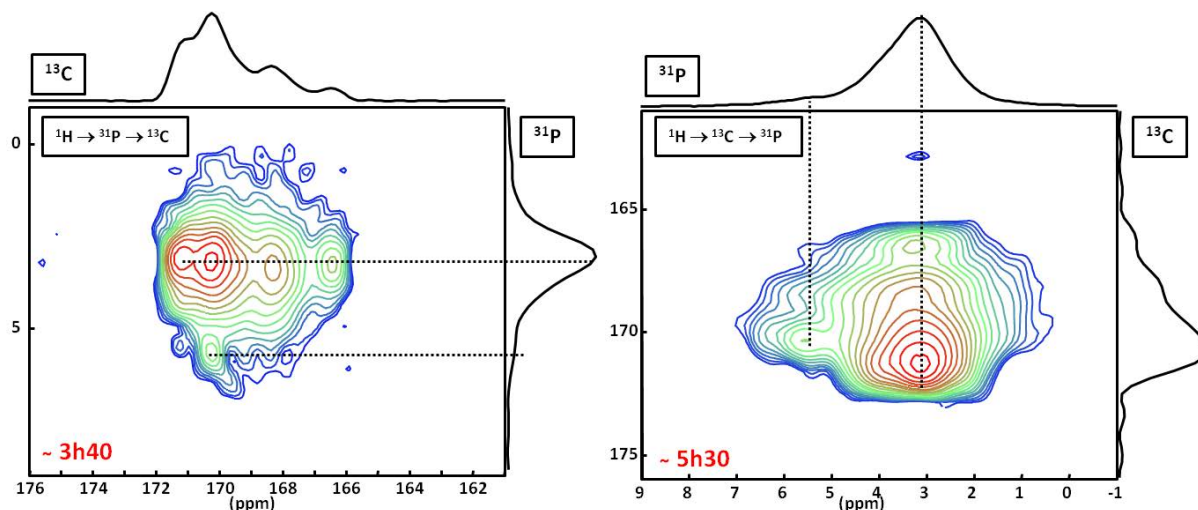 ¹³C
¹H → ³¹P → ¹³C
³¹P
0
5
~ 3h40
176 174 172 170 168 166 164 162
(ppm)
³¹P
¹H → ¹³C → ³¹P
¹³C
165
170
175
~ 5h30
9 8 7 6 5 4 3 2 1 0 -1
(ppm)